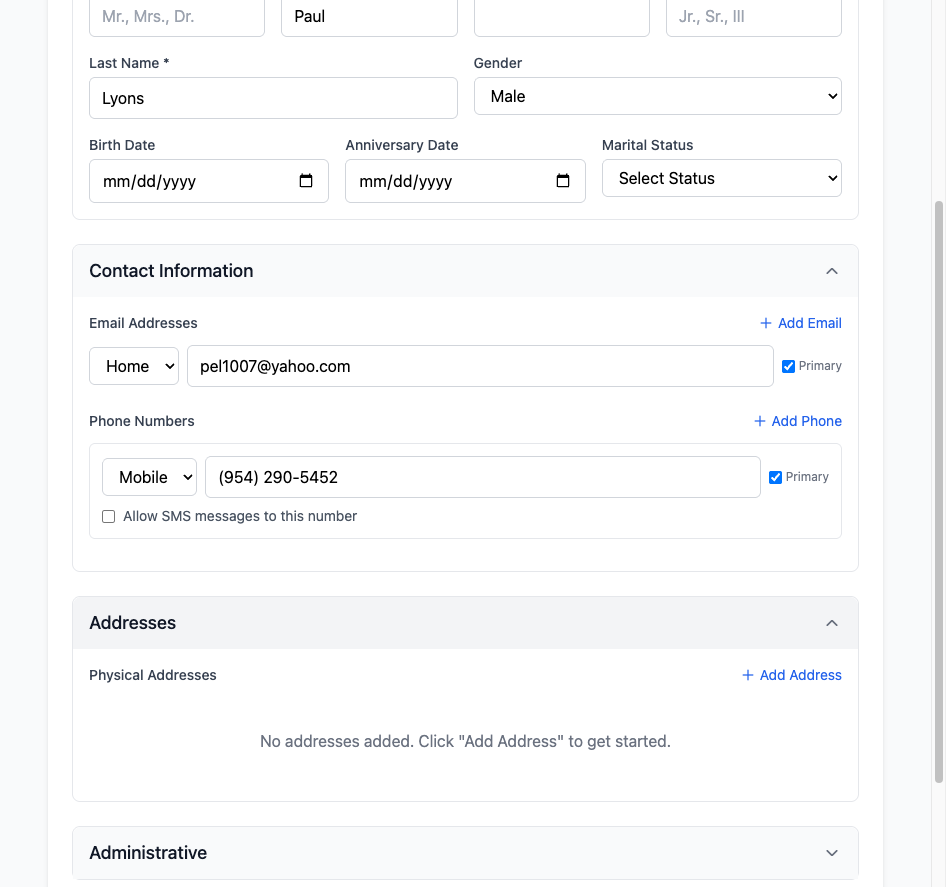 Mr., Mrs., Dr. Paul Jr., Sr., III
Last Name * Gender
Lyons Male
Birth Date Anniversary Date Marital Status
mm/dd/yyyy mm/dd/yyyy Select Status
Contact Information
Email Addresses + Add Email
Home pel1007@yahoo.com Primary
Phone Numbers + Add Phone
Mobile (954) 290-5452 Primary
Allow SMS messages to this number
Addresses
Physical Addresses + Add Address
No addresses added. Click "Add Address" to get started.
Administrative